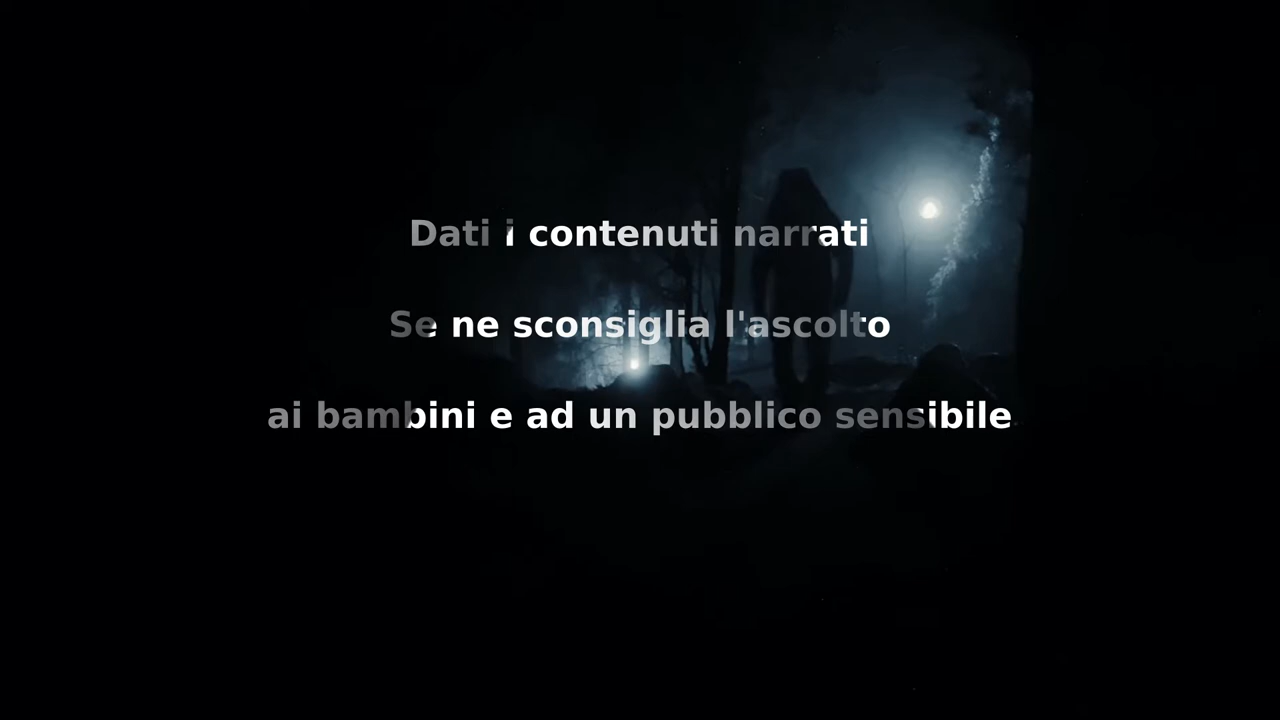 Dati i contenuti narrati
Se ne sconsiglia l'ascolto
ai bambini e ad un pubblico sensibile